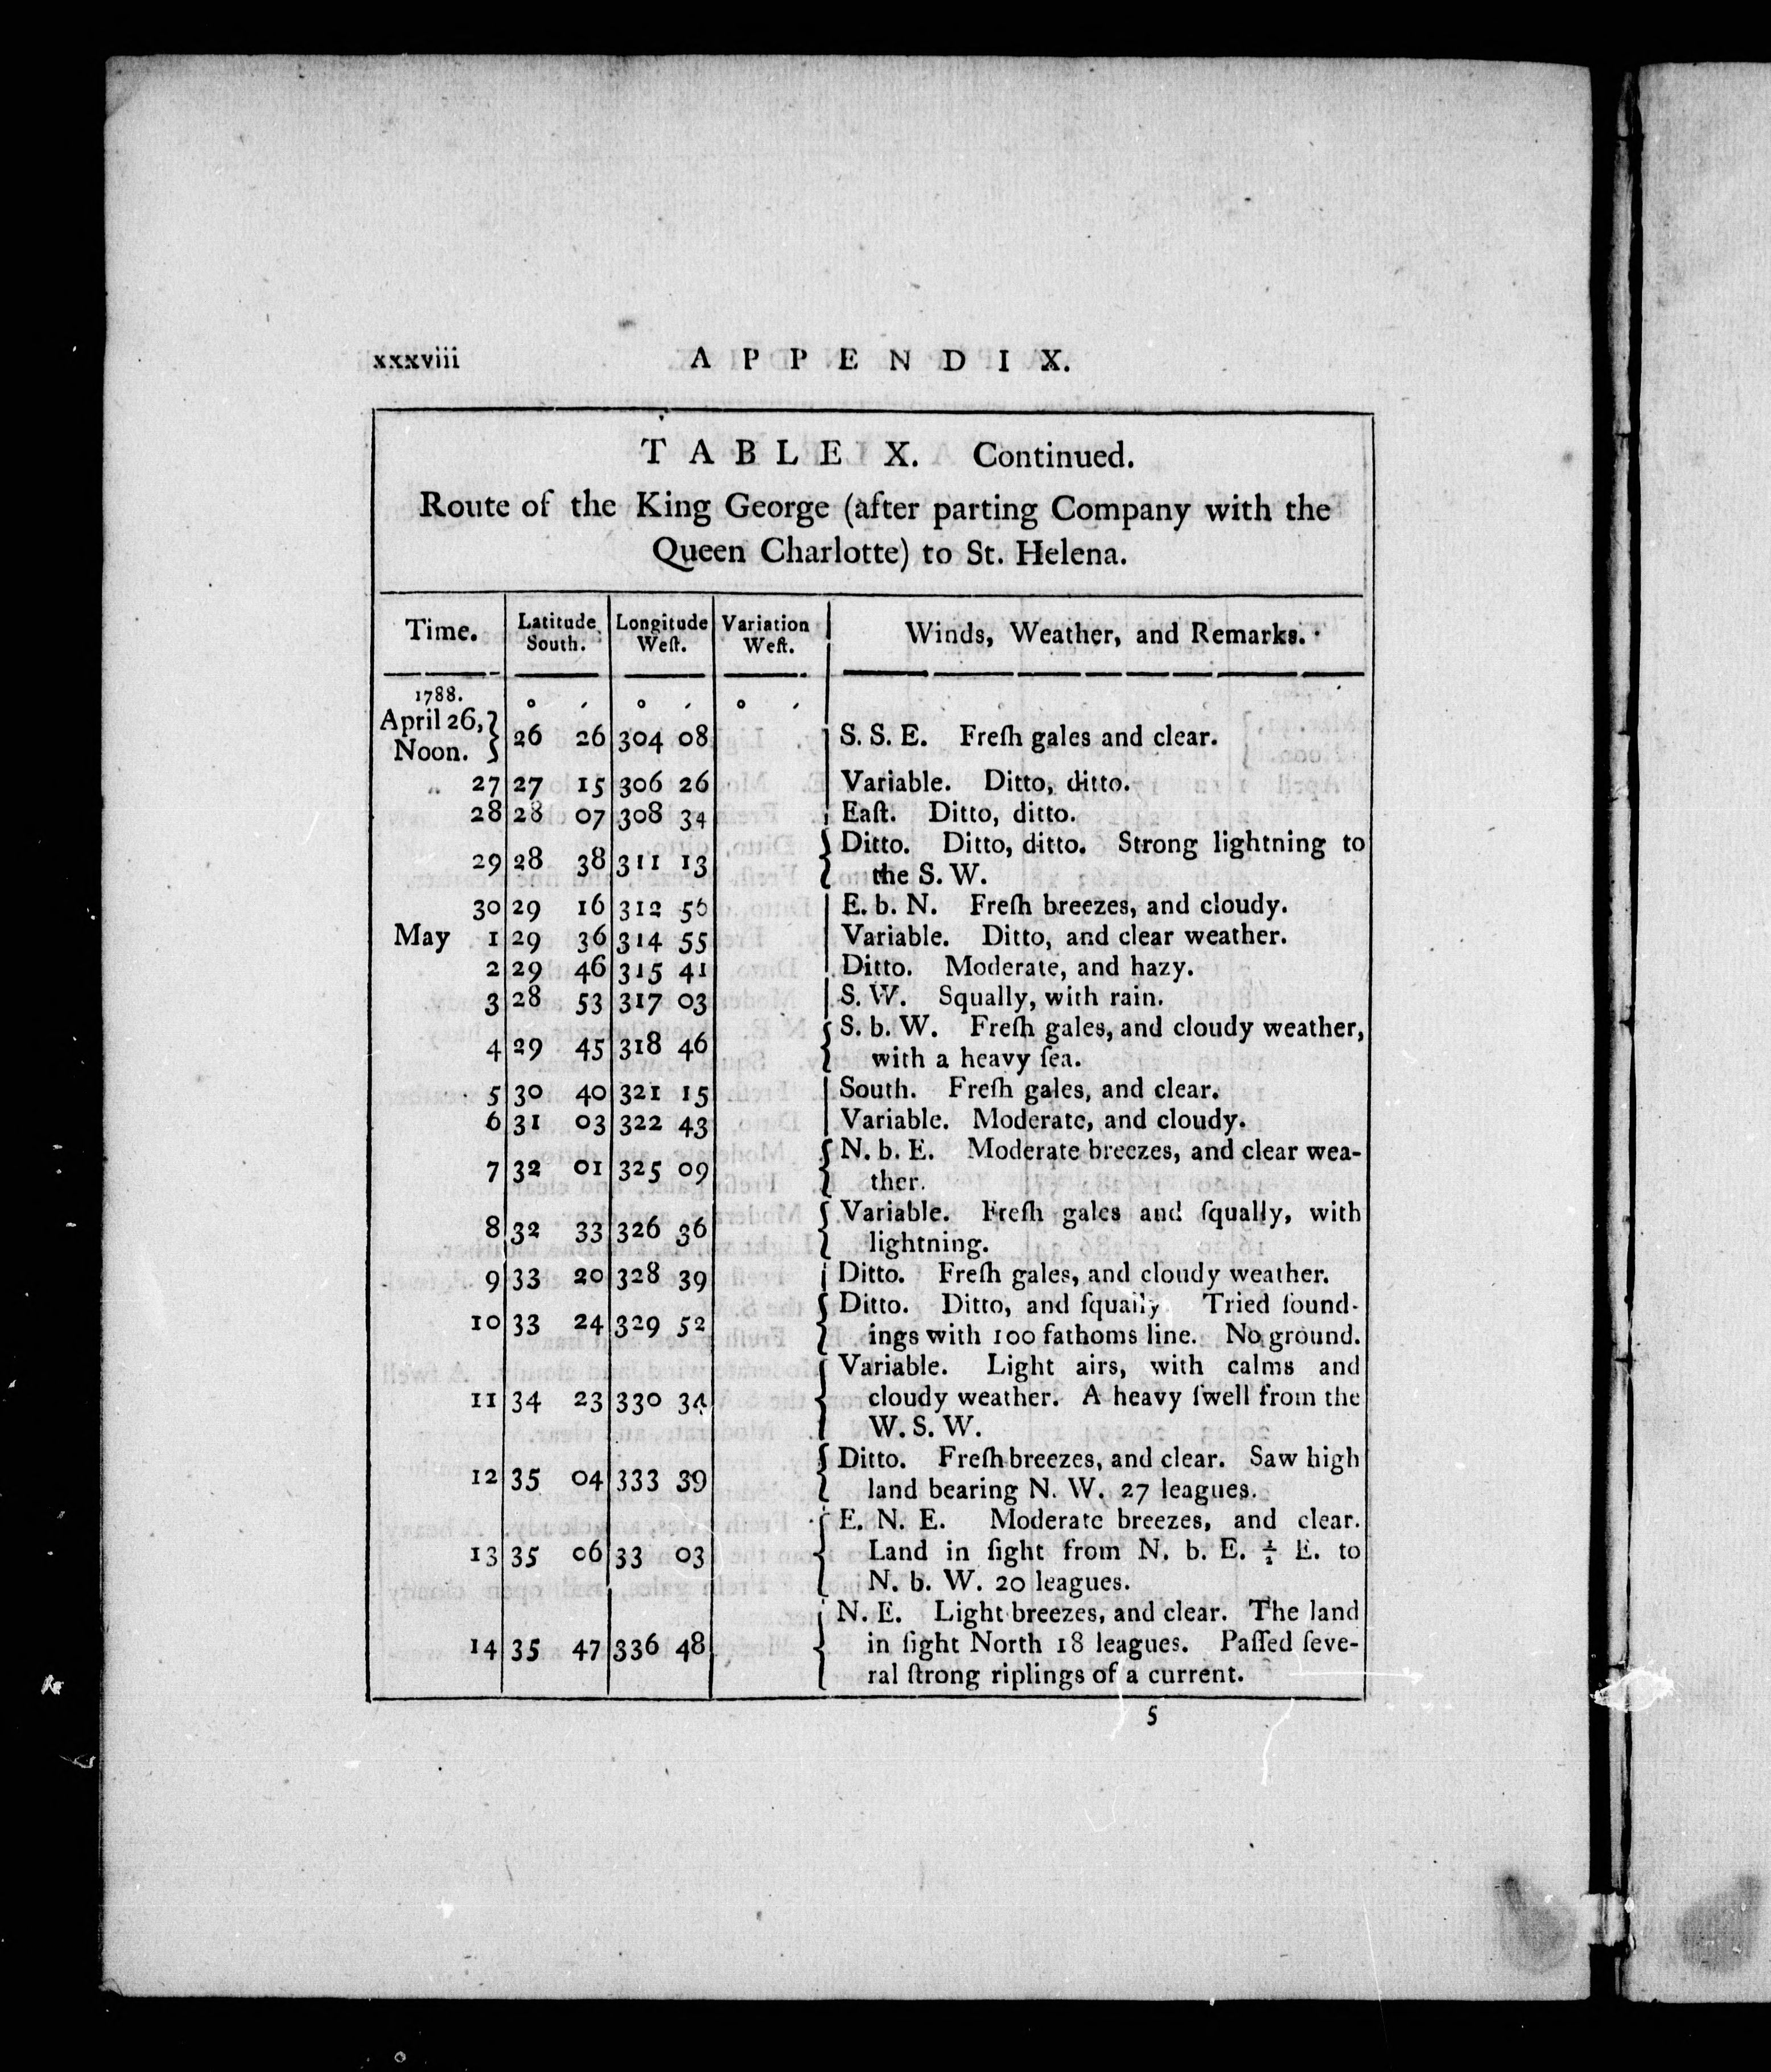 xxxviii A P P E N D I X.
T A B L E X. Continued.
Route of the King George (after parting Company with the
Queen Charlotte) to St. Helena.
Time. | Latitude South. | Longitude Weſt. | Variation Weſt. | Winds, Weather, and Remarks.
1788. ° ′ ° ′ ° ′
April 26, Noon. } 26 26 304 08 S. S. E. Freſh gales and clear.
27 27 15 306 26 Variable. Ditto, ditto.
28 28 07 308 34 Eaſt. Ditto, ditto.
29 28 38 311 13 { Ditto. Ditto, ditto. Strong lightning to
the S. W.
30 29 16 312 56 E. b. N. Freſh breezes, and cloudy.
May 1 29 36 314 55 Variable. Ditto, and clear weather.
2 29 46 315 41 Ditto. Moderate, and hazy.
3 28 53 317 03 S. W. Squally, with rain.
4 29 45 318 46 { S. b. W. Freſh gales, and cloudy weather,
with a heavy ſea.
5 30 40 321 15 South. Freſh gales, and clear.
6 31 03 322 43 Variable. Moderate, and cloudy.
7 32 01 325 09 { N. b. E. Moderate breezes, and clear wea-
ther.
8 32 33 326 36 { Variable. Freſh gales and ſqually, with
lightning.
9 33 20 328 39 Ditto. Freſh gales, and cloudy weather.
10 33 24 329 52 { Ditto. Ditto, and ſqually. Tried ſound-
ings with 100 fathoms line. No ground.
11 34 23 330 34 { Variable. Light airs, with calms and
cloudy weather. A heavy ſwell from the
W. S. W.
12 35 04 333 39 { Ditto. Freſh breezes, and clear. Saw high
land bearing N. W. 27 leagues.
13 35 06 33 03 { E. N. E. Moderate breezes, and clear.
Land in ſight from N. b. E. ½ E. to
N. b. W. 20 leagues.
14 35 47 336 48 { N. E. Light breezes, and clear. The land
in ſight North 18 leagues. Paſſed ſeve-
ral ſtrong riplings of a current.
5